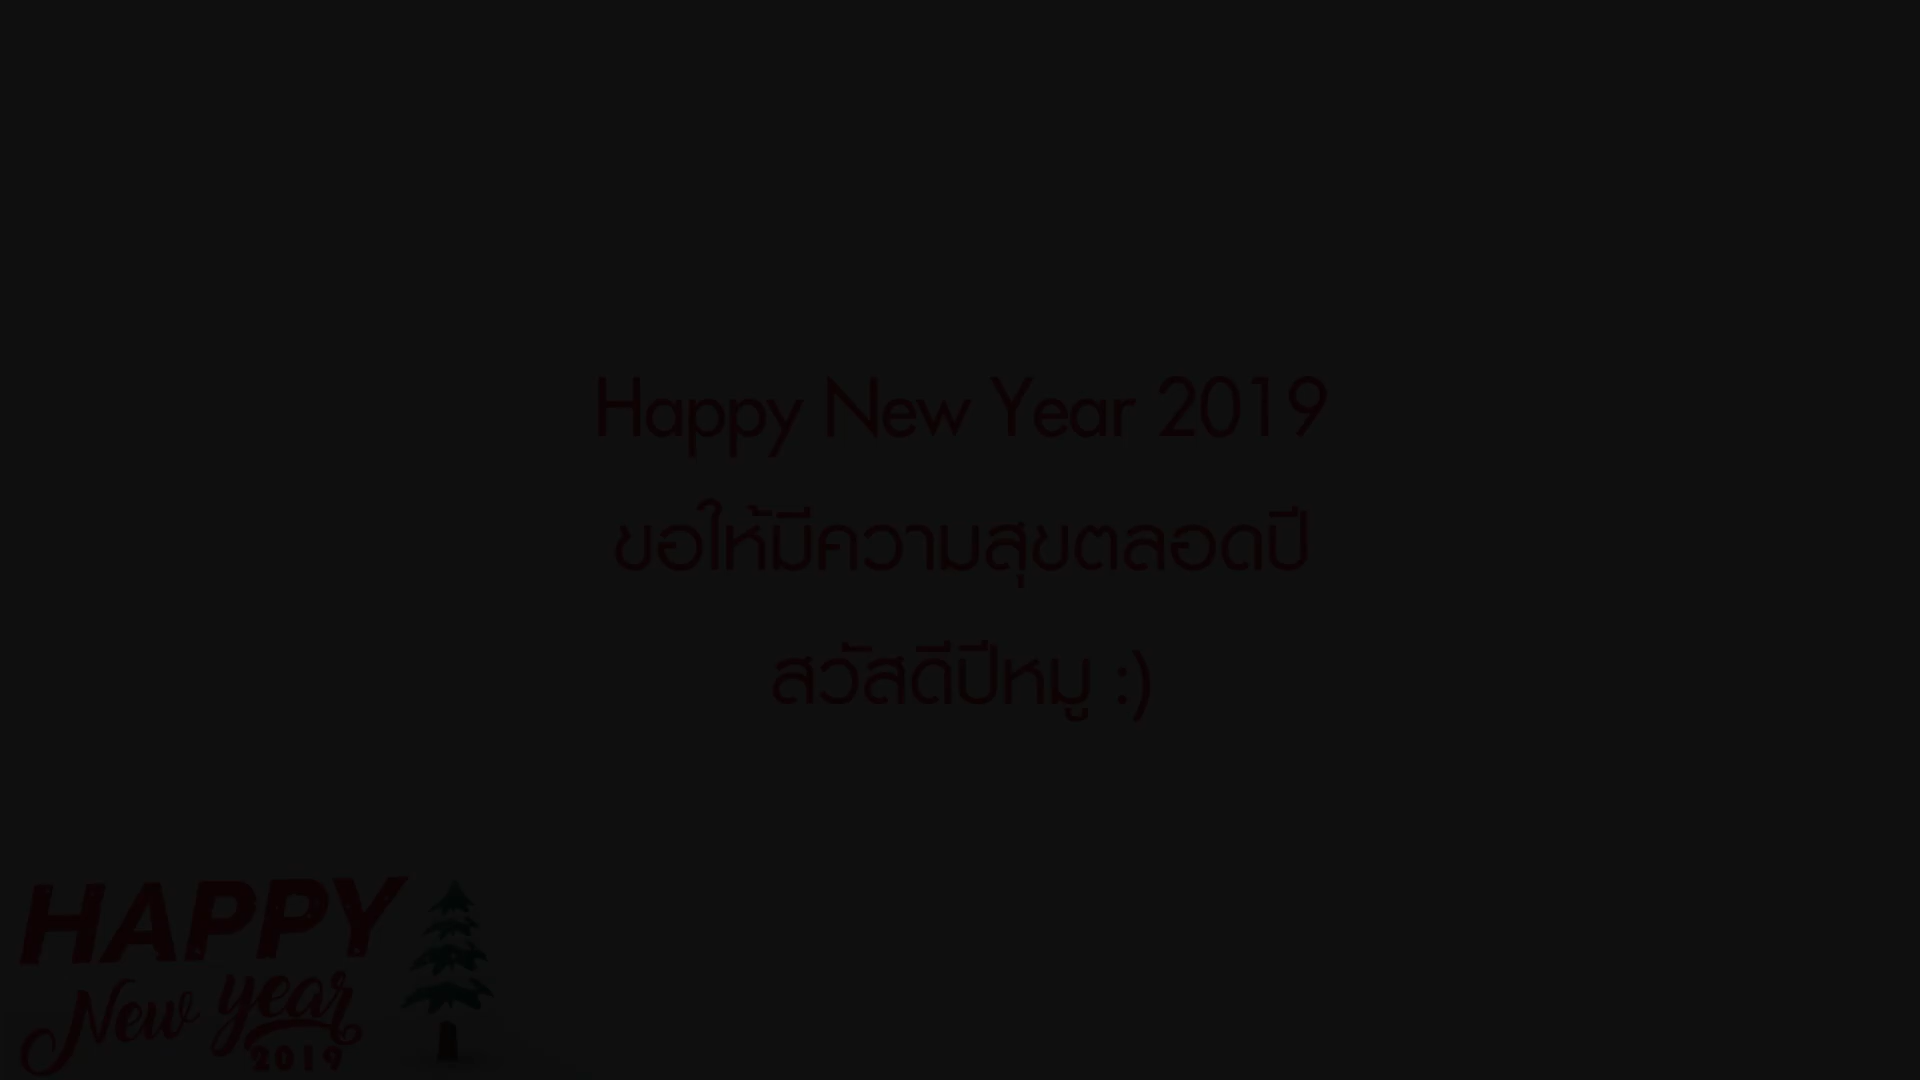 Happy New Year 2019
ขอให้มีความสุขตลอดปี
สวัสดีปีหมู :)
HAPPY
New year
2019